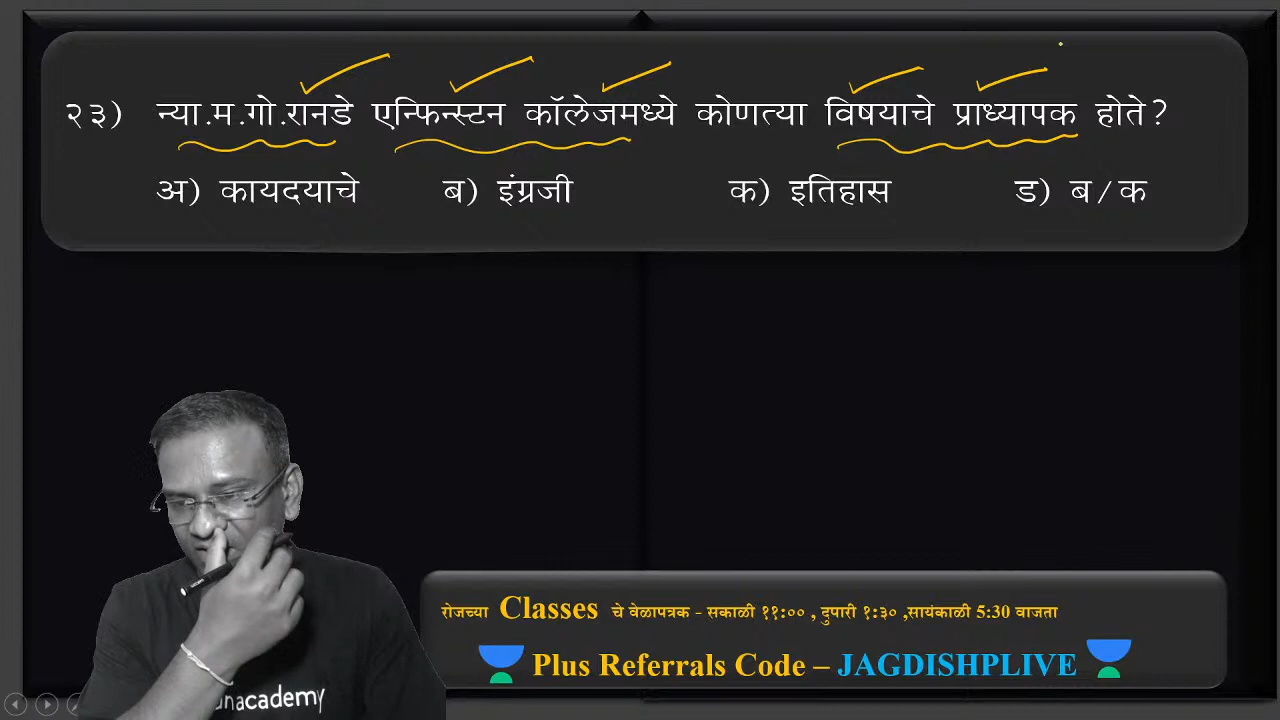 २३) न्या.म.गो.रानडे एन्फिन्स्टन कॉलेजमध्ये कोणत्या विषयाचे प्राध्यापक होते?
अ) कायदयाचे ब) इंग्रजी क) इतिहास ड) ब/क
रोजच्या Classes चे वेळापत्रक - सकाळी ११:०० , दुपारी १:३० ,सायंकाळी 5:30 वाजता
Plus Referrals Code – JAGDISHPLIVE
unacademy